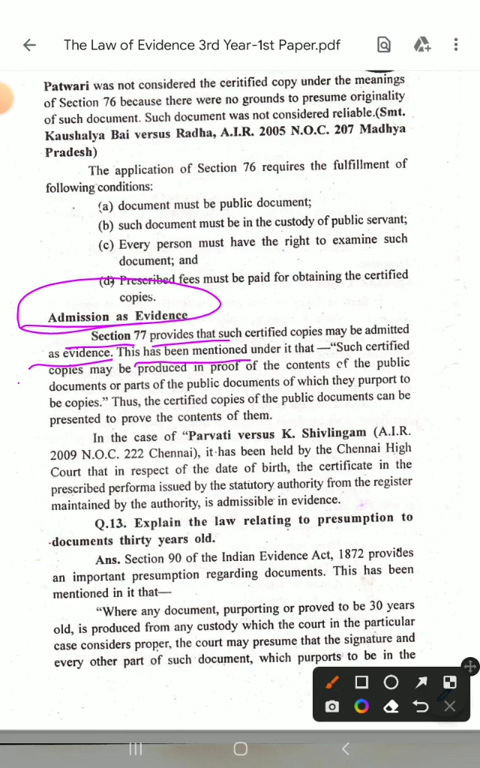 The Law of Evidence 3rd Year-1st Paper.pdf
Patwari was not considered the ceritified copy under the meanings
of Section 76 because there were no grounds to presume originality
of such document. Such document was not considered reliable.(Smt.
Kaushalya Bai versus Radha, A.I.R. 2005 N.O.C. 207 Madhya
Pradesh)
The application of Section 76 requires the fulfillment of
following conditions:
(a) document must be public document;
(b) such document must be in the custody of public servant;
(c) Every person must have the right to examine such
document; and
(d) Prescribed fees must be paid for obtaining the certified
copies.
Admission as Evidence
Section 77 provides that such certified copies may be admitted
as evidence. This has been mentioned under it that —"Such certified
copies may be produced in proof of the contents of the public
documents or parts of the public documents of which they purport to
be copies." Thus, the certified copies of the public documents can be
presented to prove the contents of them.
In the case of "Parvati versus K. Shivlingam (A.I.R.
2009 N.O.C. 222 Chennai), it has been held by the Chennai High
Court that in respect of the date of birth, the certificate in the
prescribed performa issued by the statutory authority from the register
maintained by the authority, is admissible in evidence.
Q.13. Explain the law relating to presumption to
documents thirty years old.
Ans. Section 90 of the Indian Evidence Act, 1872 provides
an important presumption regarding documents. This has been
mentioned in it that—
"Where any document, purporting or proved to be 30 years
old, is produced from any custody which the court in the particular
case considers proper, the court may presume that the signature and
every other part of such document, which purports to be in the